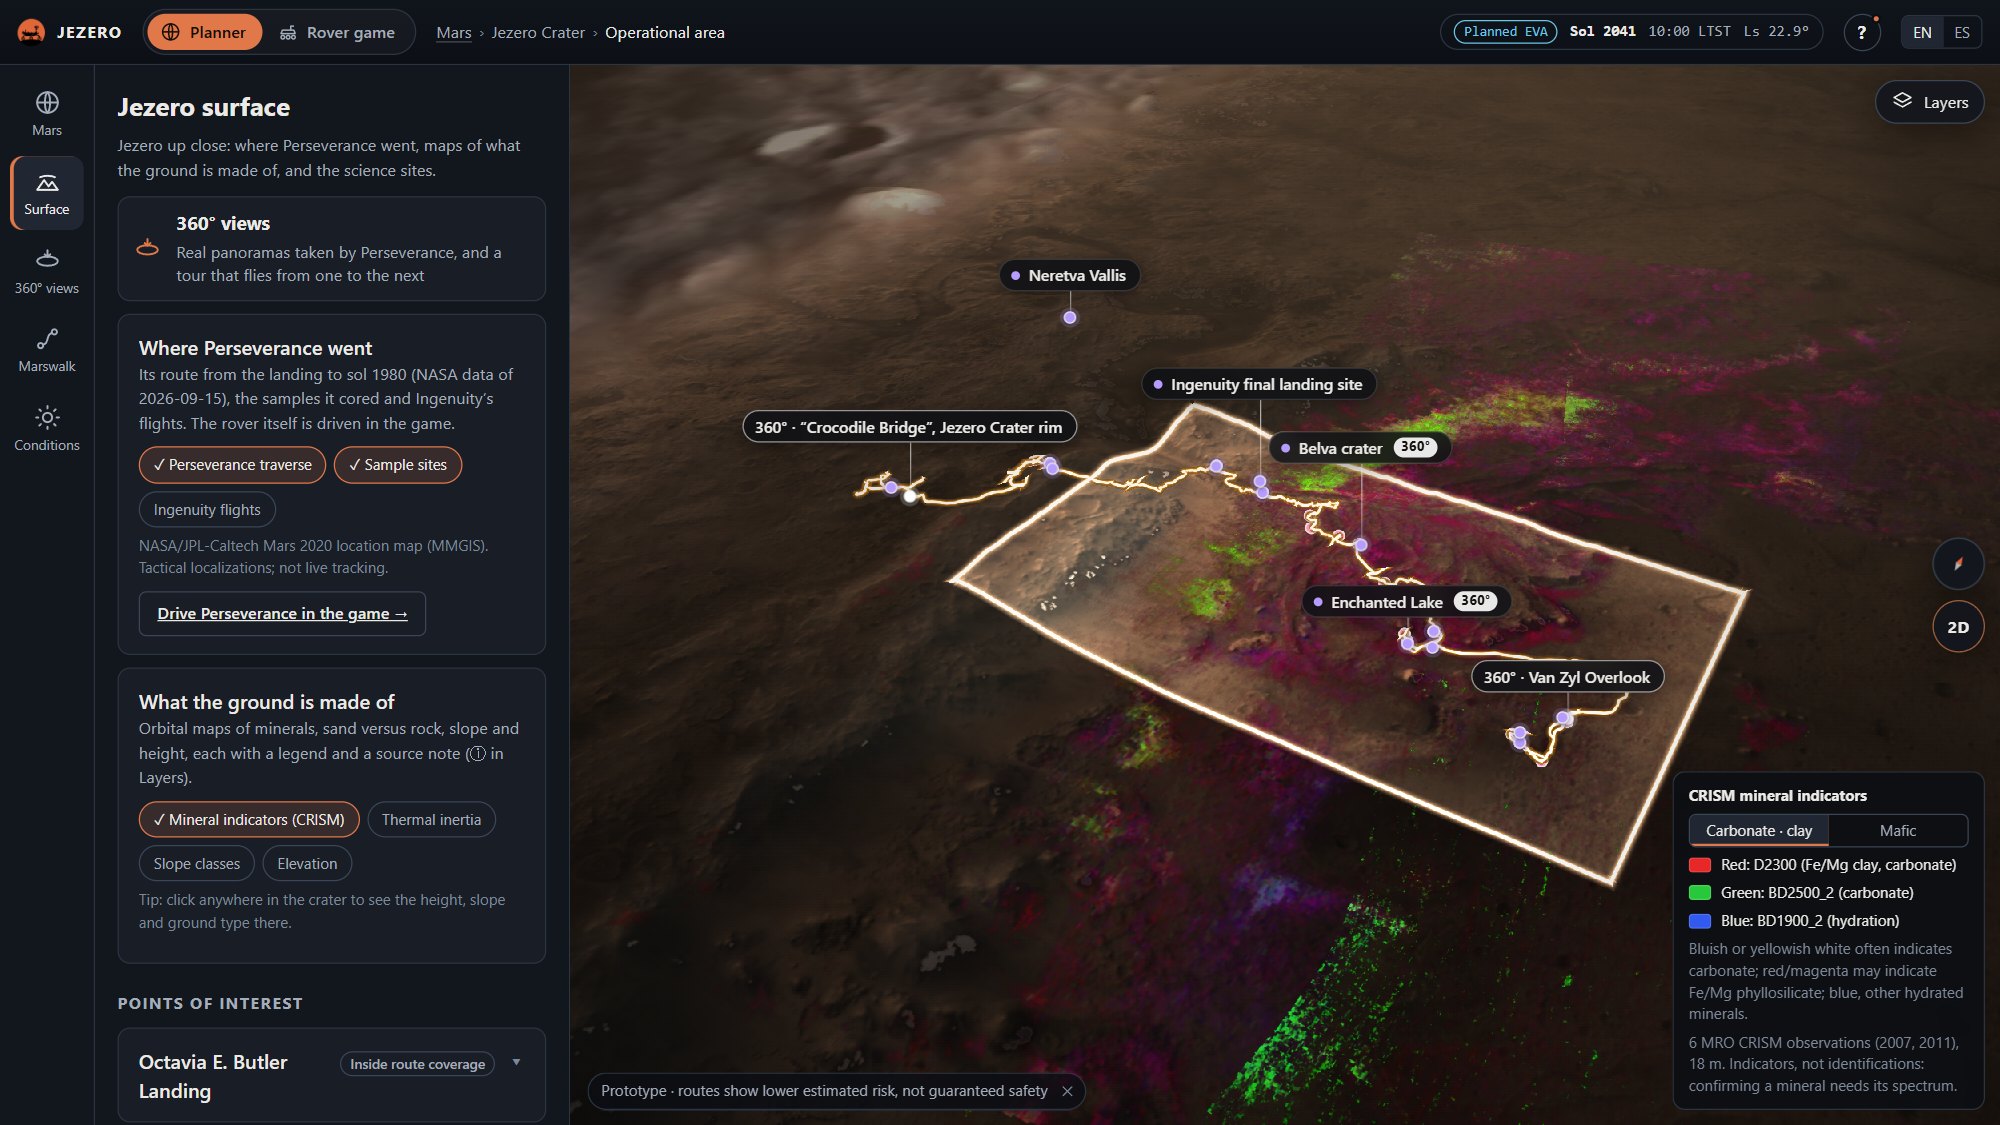 JEZERO
Planner
Rover game
Mars › Jezero Crater › Operational area
Planned EVA Sol 2041 10:00 LTST Ls 22.9°
?
EN ES
Mars
Surface
360° views
Marswalk
Conditions
Jezero surface
Jezero up close: where Perseverance went, maps of what
the ground is made of, and the science sites.
360° views
Real panoramas taken by Perseverance, and a
tour that flies from one to the next
Where Perseverance went
Its route from the landing to sol 1980 (NASA data of
2026-09-15), the samples it cored and Ingenuity's
flights. The rover itself is driven in the game.
✓ Perseverance traverse
✓ Sample sites
Ingenuity flights
NASA/JPL-Caltech Mars 2020 location map (MMGIS).
Tactical localizations; not live tracking.
Drive Perseverance in the game →
What the ground is made of
Orbital maps of minerals, sand versus rock, slope and
height, each with a legend and a source note (ⓘ in
Layers).
✓ Mineral indicators (CRISM)
Thermal inertia
Slope classes
Elevation
Tip: click anywhere in the crater to see the height, slope
and ground type there.
POINTS OF INTEREST
Octavia E. Butler
Landing
Inside route coverage
Layers
Neretva Vallis
Ingenuity final landing site
360° · “Crocodile Bridge”, Jezero Crater rim
Belva crater 360°
Enchanted Lake 360°
360° · Van Zyl Overlook
2D
CRISM mineral indicators
Carbonate · clay
Mafic
Red: D2300 (Fe/Mg clay, carbonate)
Green: BD2500_2 (carbonate)
Blue: BD1900_2 (hydration)
Bluish or yellowish white often indicates
carbonate; red/magenta may indicate
Fe/Mg phyllosilicate; blue, other hydrated
minerals.
6 MRO CRISM observations (2007, 2011),
18 m. Indicators, not identifications:
confirming a mineral needs its spectrum.
Prototype · routes show lower estimated risk, not guaranteed safety